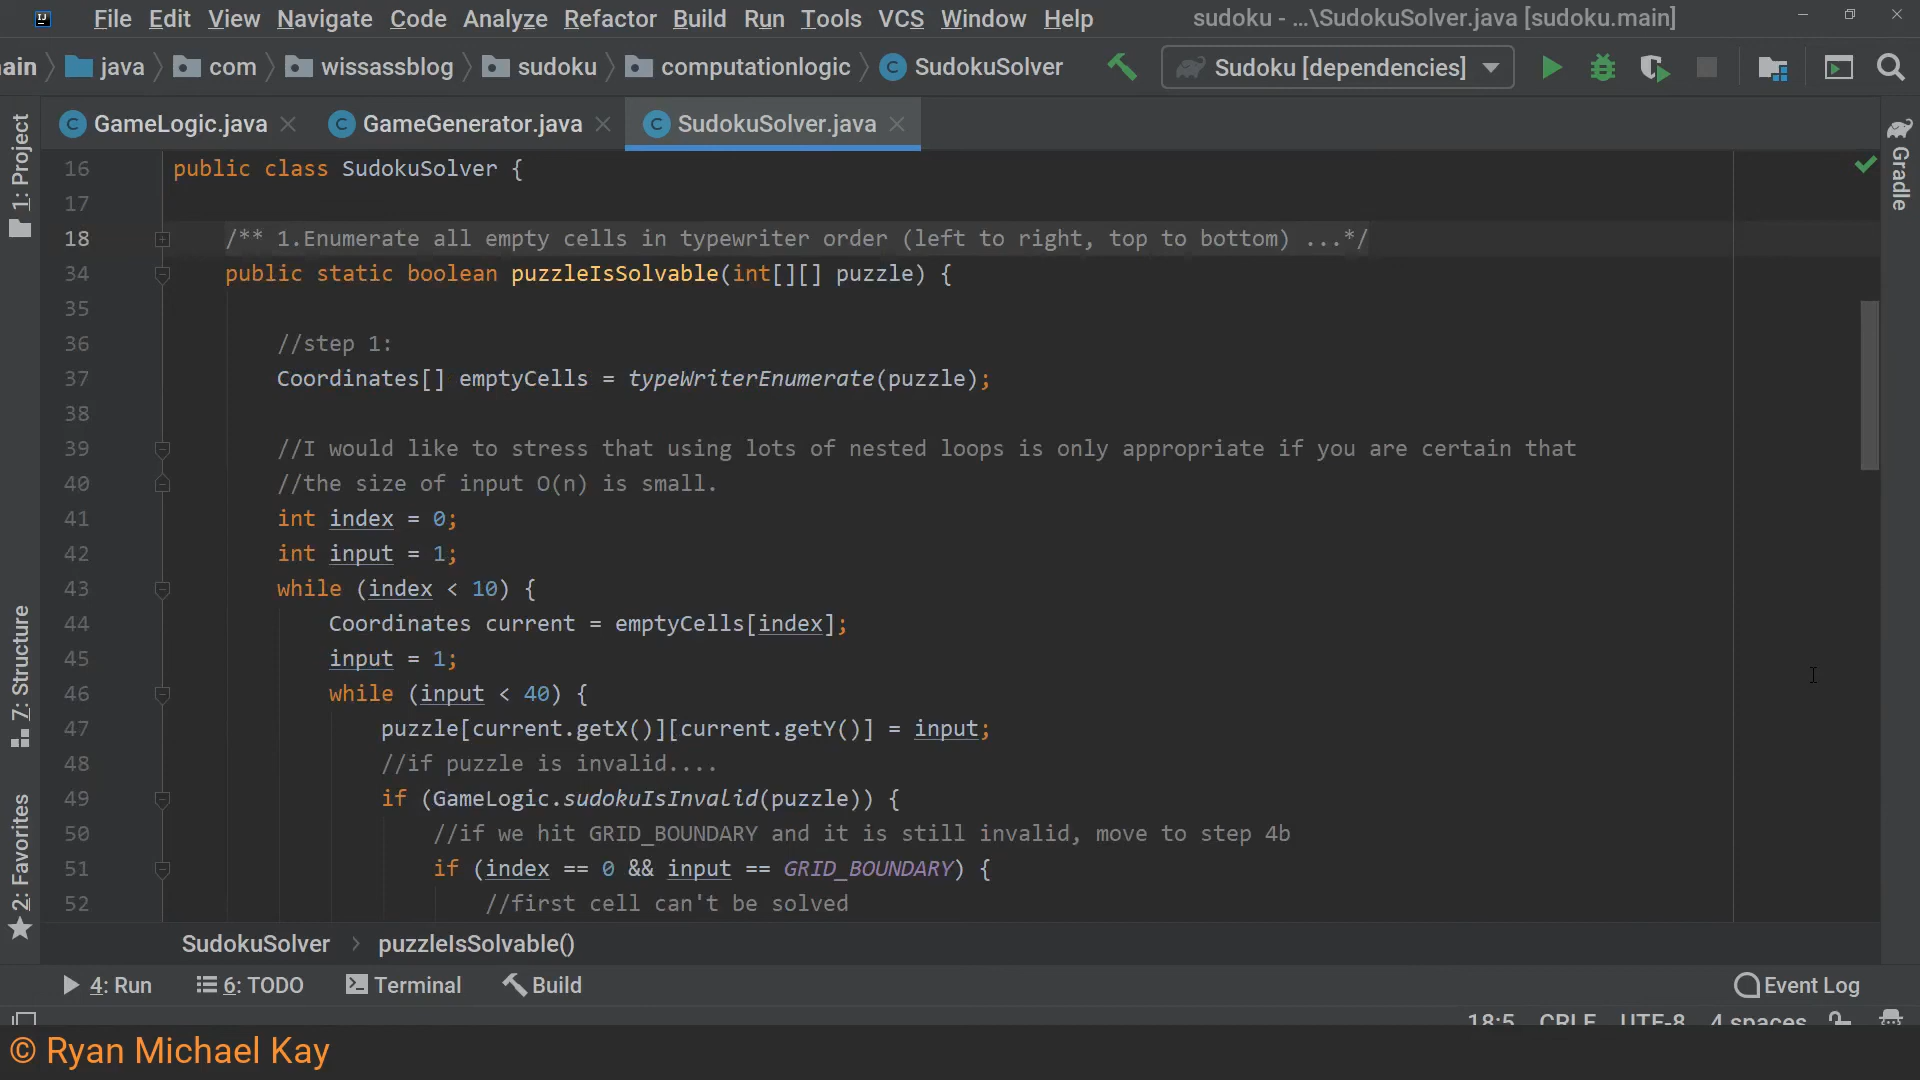 File Edit View Navigate Code Analyze Refactor Build Run Tools VCS Window Help sudoku - ...\SudokuSolver.java [sudoku.main]
ain java com wissassblog sudoku computationlogic SudokuSolver Sudoku [dependencies]
GameLogic.java GameGenerator.java SudokuSolver.java
1: Project
7: Structure
2: Favorites
Gradle
16 public class SudokuSolver {
17
18 /** 1.Enumerate all empty cells in typewriter order (left to right, top to bottom) ...*/
34 public static boolean puzzleIsSolvable(int[][] puzzle) {
35
36 //step 1:
37 Coordinates[] emptyCells = typeWriterEnumerate(puzzle);
38
39 //I would like to stress that using lots of nested loops is only appropriate if you are certain that
40 //the size of input O(n) is small.
41 int index = 0;
42 int input = 1;
43 while (index < 10) {
44 Coordinates current = emptyCells[index];
45 input = 1;
46 while (input < 40) {
47 puzzle[current.getX()][current.getY()] = input;
48 //if puzzle is invalid....
49 if (GameLogic.sudokuIsInvalid(puzzle)) {
50 //if we hit GRID_BOUNDARY and it is still invalid, move to step 4b
51 if (index == 0 && input == GRID_BOUNDARY) {
52 //first cell can't be solved
SudokuSolver puzzleIsSolvable()
4: Run 6: TODO Terminal Build Event Log
18:5 CRLF UTF-8 4 spaces
© Ryan Michael Kay